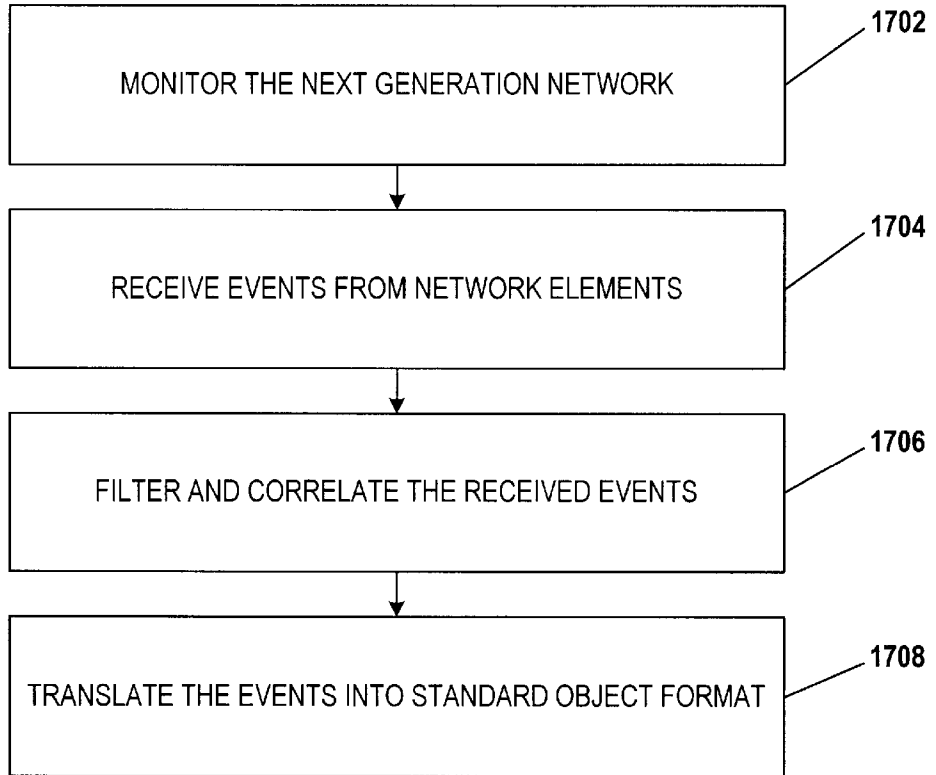 1702
MONITOR THE NEXT GENERATION NETWORK
1704
RECEIVE EVENTS FROM NETWORK ELEMENTS
1706
FILTER AND CORRELATE THE RECEIVED EVENTS
1708
TRANSLATE THE EVENTS INTO STANDARD OBJECT FORMAT